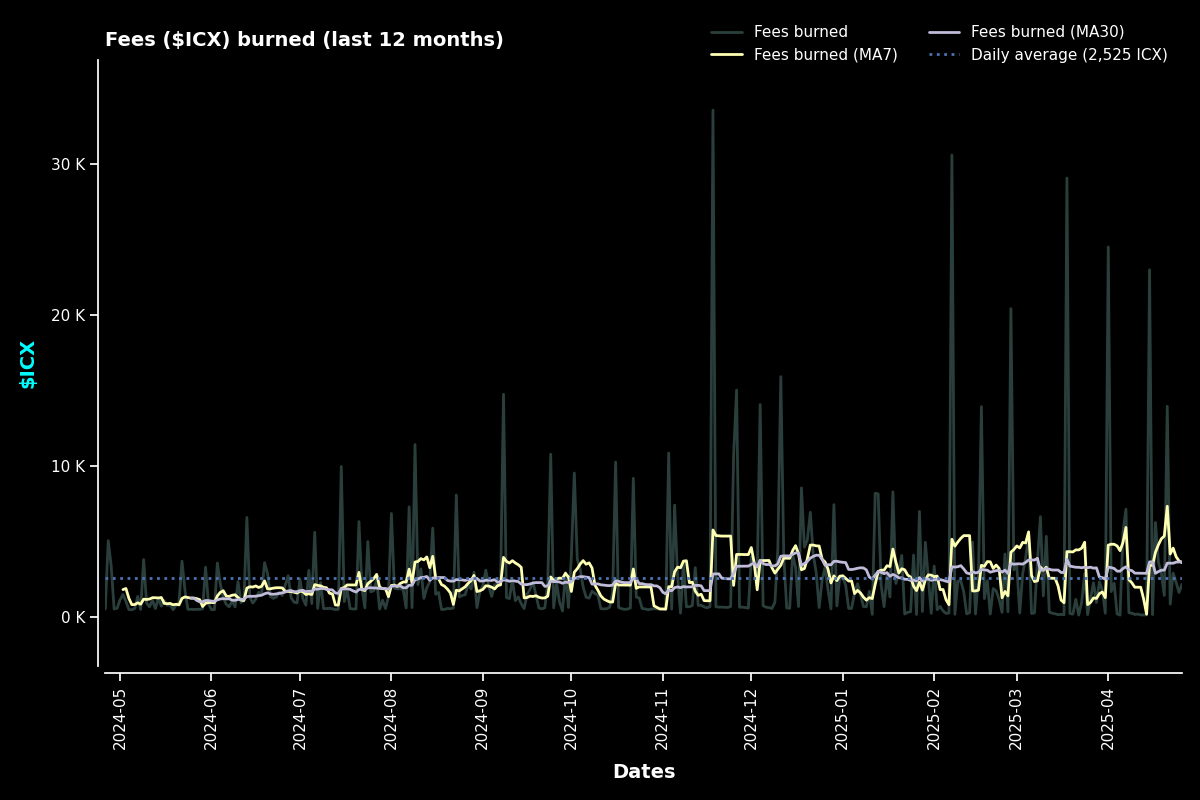 Fees ($ICX) burned (last 12 months)
Fees burned
Fees burned (MA7)
Fees burned (MA30)
Daily average (2,525 ICX)
30 K
20 K
10 K
0 K
$ICX
2024-05
2024-06
2024-07
2024-08
2024-09
2024-10
2024-11
2024-12
2025-01
2025-02
2025-03
2025-04
Dates